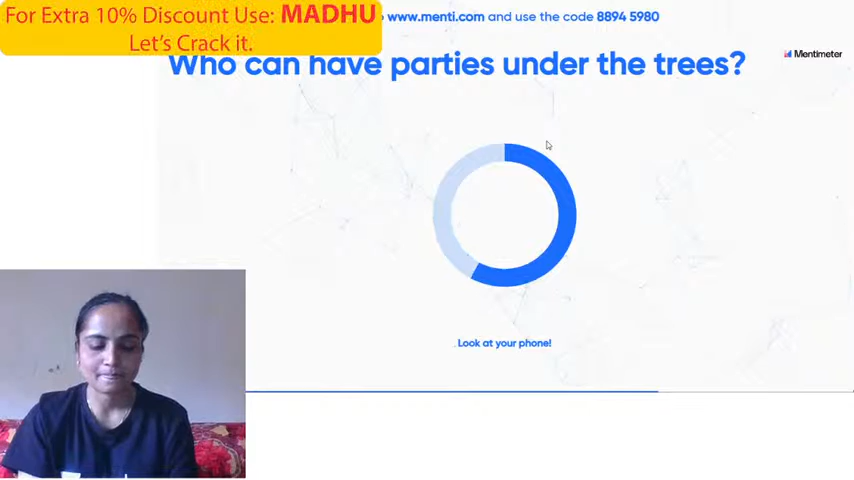 For Extra 10% Discount Use: MADHU
Let's Crack it.
www.menti.com and use the code 8894 5980
Mentimeter
Who can have parties under the trees?
Look at your phone!